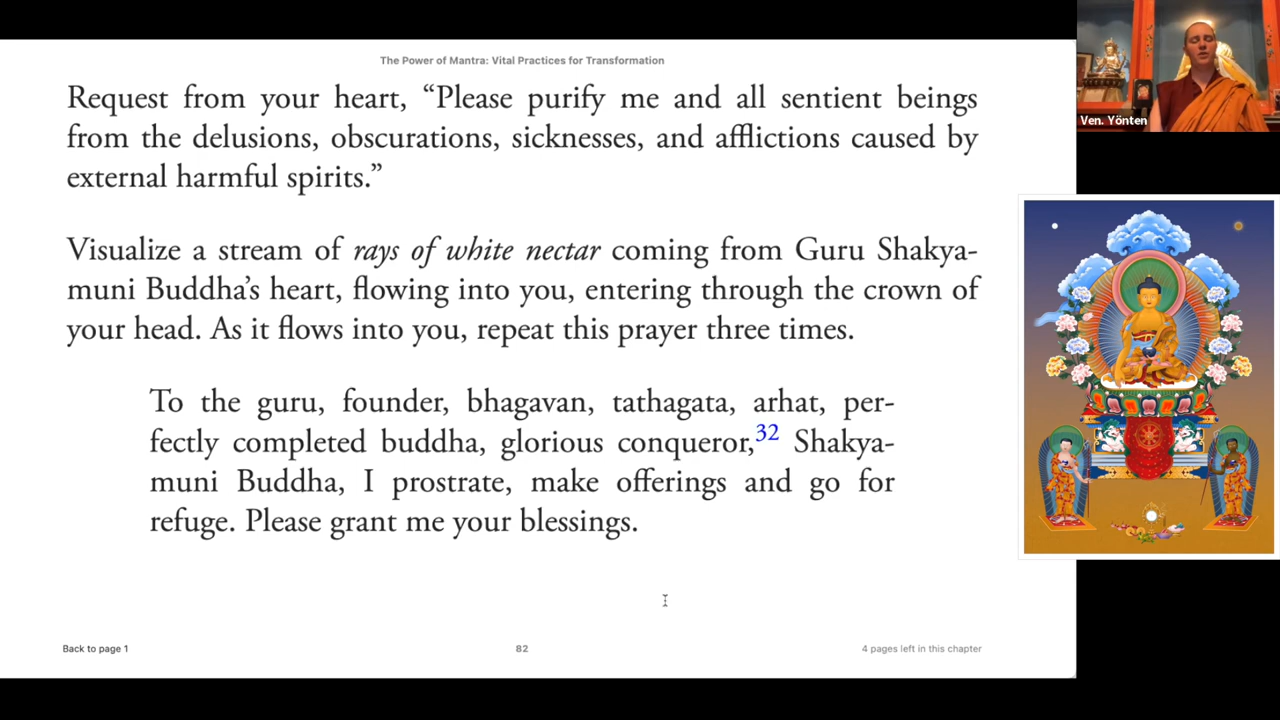 The Power of Mantra: Vital Practices for Transformation
Request from your heart, “Please purify me and all sentient beings
from the delusions, obscurations, sicknesses, and afflictions caused by
external harmful spirits.”
Visualize a stream of rays of white nectar coming from Guru Shakya-
muni Buddha’s heart, flowing into you, entering through the crown of
your head. As it flows into you, repeat this prayer three times.
To the guru, founder, bhagavan, tathagata, arhat, per-
fectly completed buddha, glorious conqueror,32 Shakya-
muni Buddha, I prostrate, make offerings and go for
refuge. Please grant me your blessings.
Back to page 1
82
4 pages left in this chapter
Ven. Yönten